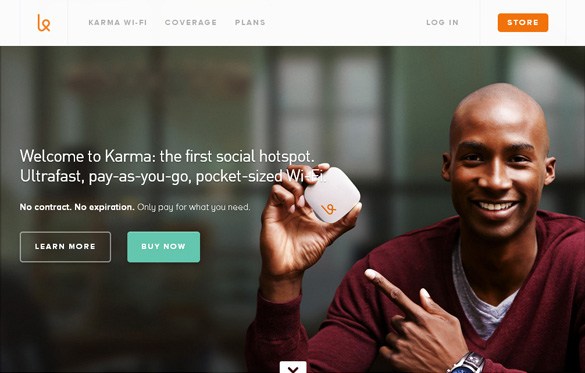 KARMA WI-FI COVERAGE PLANS LOG IN STORE
Welcome to Karma: the first social hotspot.
Ultrafast, pay-as-you-go, pocket-sized Wi-Fi.
No contract. No expiration. Only pay for what you need.
LEARN MORE BUY NOW